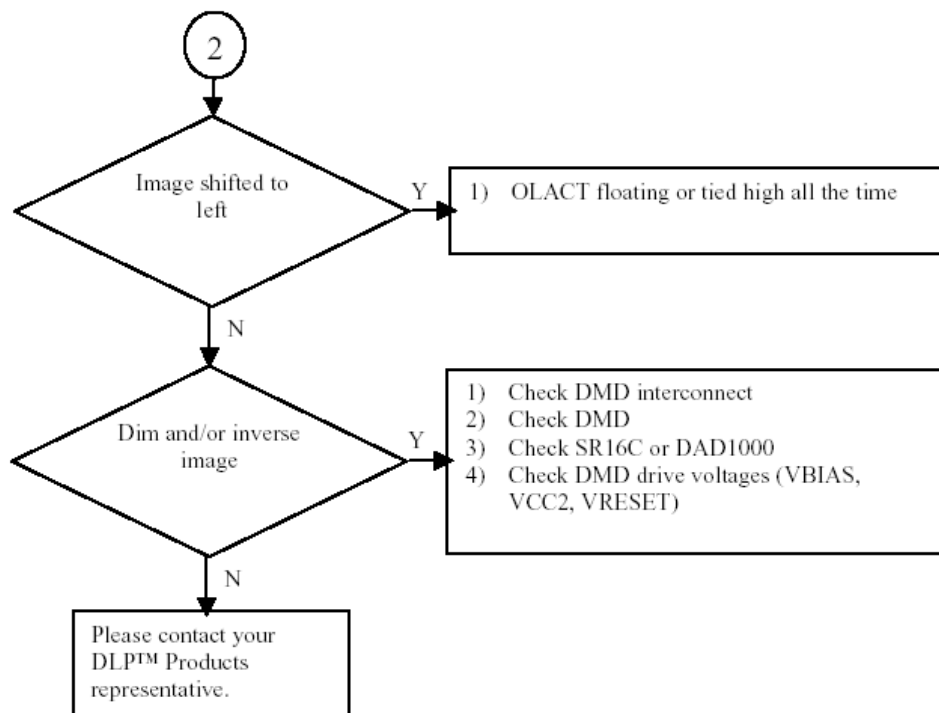 2
Image shifted to
left
Y
1) OLACT floating or tied high all the time
N
Dim and/or inverse
image
Y
1) Check DMD interconnect
2) Check DMD
3) Check SR16C or DAD1000
4) Check DMD drive voltages (VBIAS,
VCC2, VRESET)
N
Please contact your
DLP™ Products
representative.